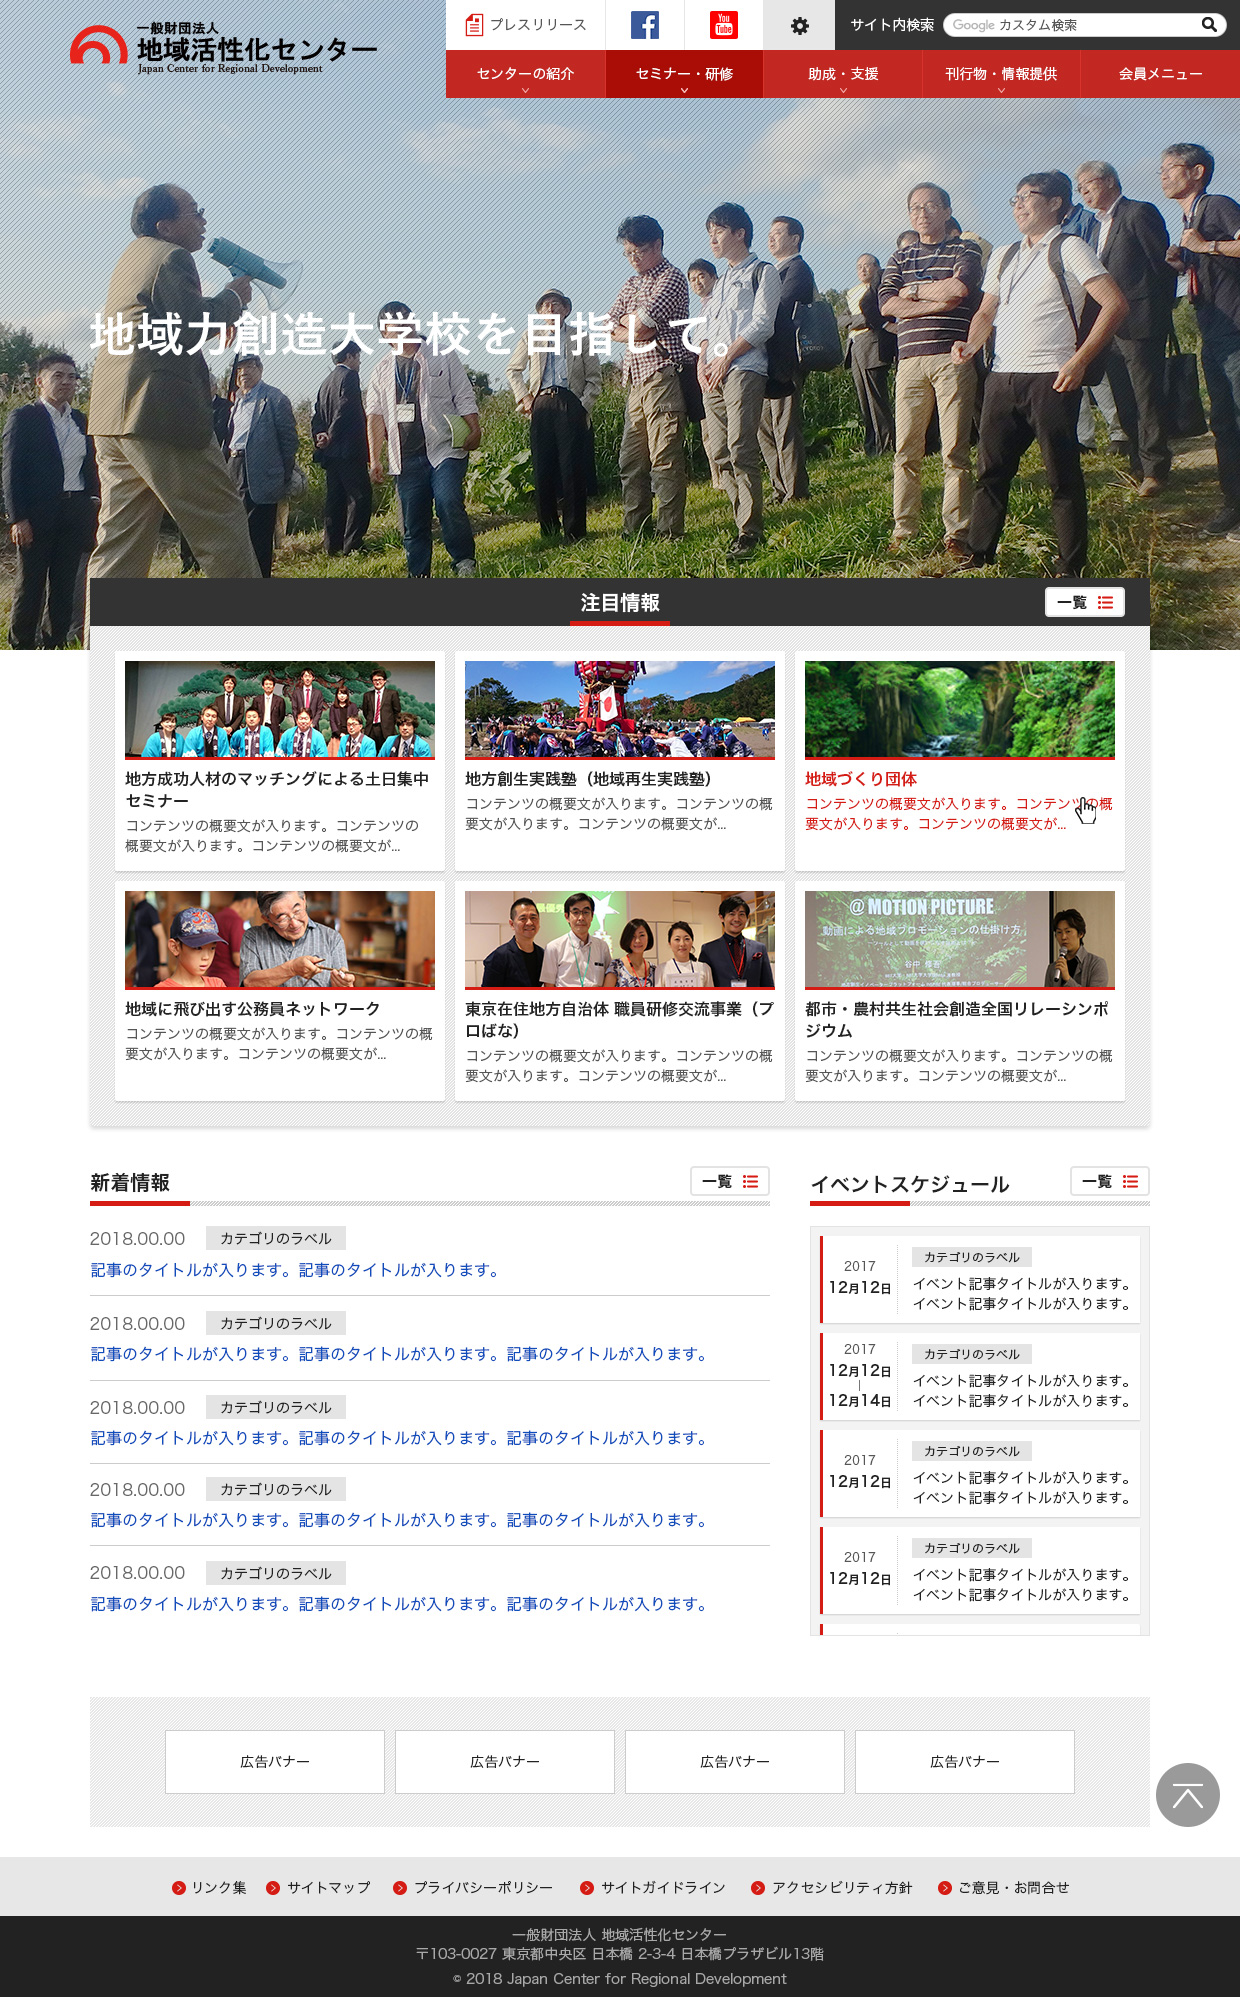 一般財団法人
地域活性化センター
Japan Center for Regional Development
プレスリリース
You Tube
サイト内検索
Google カスタム検索
センターの紹介
セミナー・研修
助成・支援
刊行物・情報提供
会員メニュー
地域力創造大学校を目指して。
注目情報
一覧
地方成功人材のマッチングによる土日集中
セミナー
コンテンツの概要文が入ります。コンテンツの
概要文が入ります。コンテンツの概要文が...
地方創生実践塾（地域再生実践塾）
コンテンツの概要文が入ります。コンテンツの概
要文が入ります。コンテンツの概要文が...
地域づくり団体
コンテンツの概要文が入ります。コンテンツの概
要文が入ります。コンテンツの概要文が...
地域に飛び出す公務員ネットワーク
コンテンツの概要文が入ります。コンテンツの概
要文が入ります。コンテンツの概要文が...
東京在住地方自治体 職員研修交流事業（プ
ロばな）
コンテンツの概要文が入ります。コンテンツの概
要文が入ります。コンテンツの概要文が...
@MOTION PICTURE
動画による地域プロモーションの仕掛け方
都市・農村共生社会創造全国リレーシンポ
ジウム
コンテンツの概要文が入ります。コンテンツの概
要文が入ります。コンテンツの概要文が...
新着情報
一覧
2018.00.00 カテゴリのラベル
記事のタイトルが入ります。記事のタイトルが入ります。
2018.00.00 カテゴリのラベル
記事のタイトルが入ります。記事のタイトルが入ります。記事のタイトルが入ります。
2018.00.00 カテゴリのラベル
記事のタイトルが入ります。記事のタイトルが入ります。記事のタイトルが入ります。
2018.00.00 カテゴリのラベル
記事のタイトルが入ります。記事のタイトルが入ります。記事のタイトルが入ります。
2018.00.00 カテゴリのラベル
記事のタイトルが入ります。記事のタイトルが入ります。記事のタイトルが入ります。
イベントスケジュール
一覧
2017
12月12日
カテゴリのラベル
イベント記事タイトルが入ります。
イベント記事タイトルが入ります。
2017
12月12日
|
12月14日
カテゴリのラベル
イベント記事タイトルが入ります。
イベント記事タイトルが入ります。
2017
12月12日
カテゴリのラベル
イベント記事タイトルが入ります。
イベント記事タイトルが入ります。
2017
12月12日
カテゴリのラベル
イベント記事タイトルが入ります。
イベント記事タイトルが入ります。
広告バナー
広告バナー
広告バナー
広告バナー
リンク集
サイトマップ
プライバシーポリシー
サイトガイドライン
アクセシビリティ方針
ご意見・お問合せ
一般財団法人 地域活性化センター
〒103-0027 東京都中央区 日本橋 2-3-4 日本橋プラザビル13階
© 2018 Japan Center for Regional Development